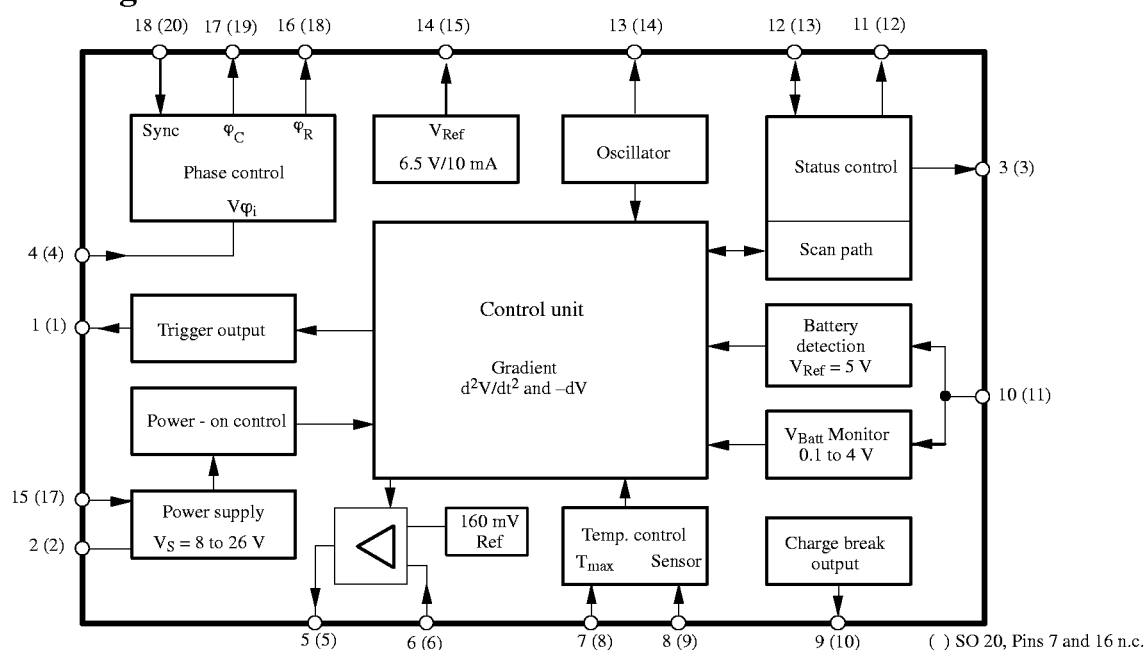 18 (20)
17 (19)
16 (18)
14 (15)
13 (14)
12 (13)
11 (12)
Sync
φC
φR
Phase control
Vφi
VRef
6.5 V/10 mA
Oscillator
Status control
Scan path
3 (3)
4 (4)
1 (1)
Trigger output
Control unit
Gradient
d2V/dt2 and –dV
Battery
detection
VRef = 5 V
10 (11)
Power - on control
VBatt Monitor
0.1 to 4 V
15 (17)
2 (2)
Power supply
VS = 8 to 26 V
160 mV
Ref
Temp. control
Tmax
Sensor
Charge break
output
5 (5)
6 (6)
7 (8)
8 (9)
9 (10)
( ) SO 20, Pins 7 and 16 n.c.